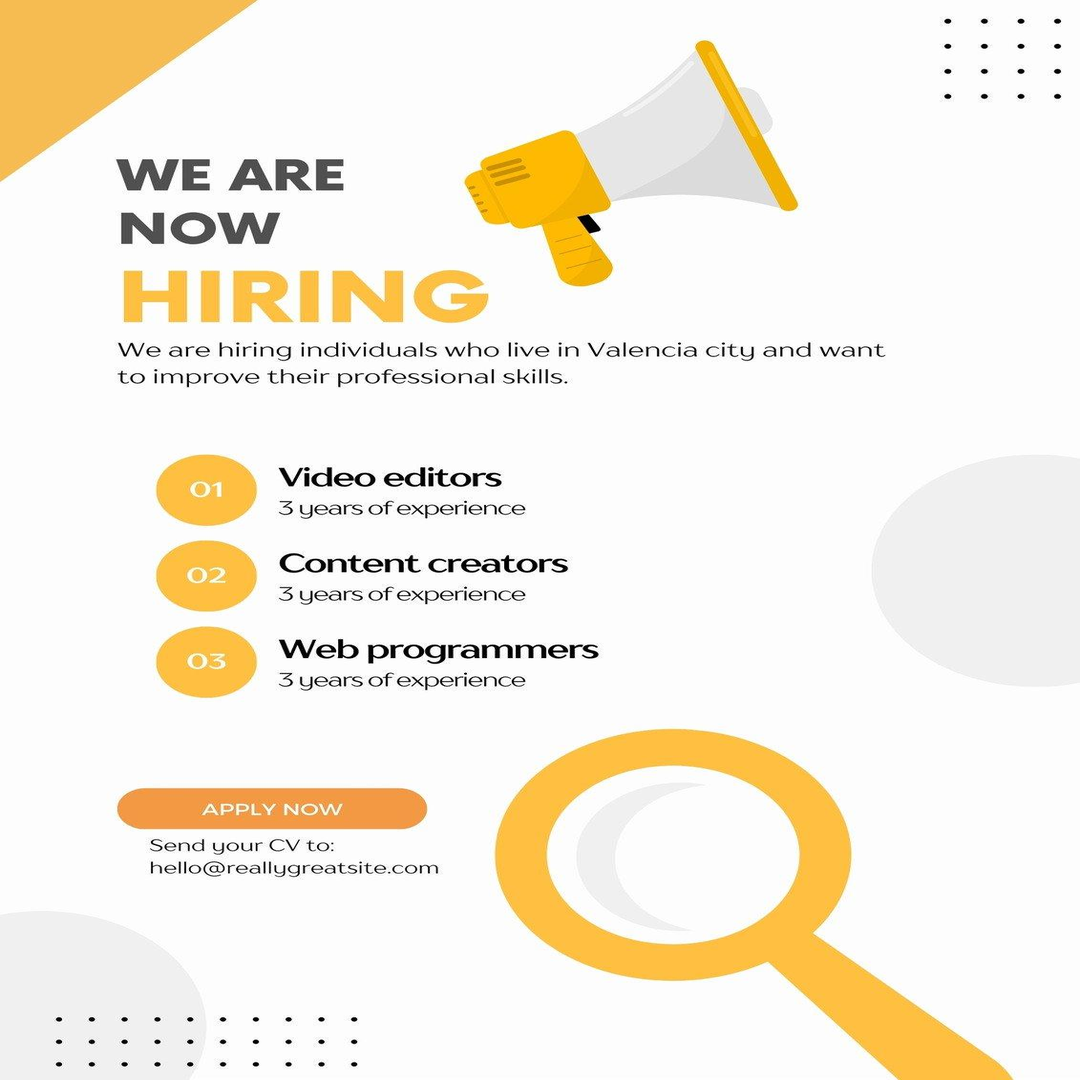 WE ARE
NOW
HIRING
We are hiring individuals who live in Valencia city and want
to improve their professional skills.
01
Video editors
3 years of experience
02
Content creators
3 years of experience
03
Web programmers
3 years of experience
APPLY NOW
Send your CV to:
hello@reallygreatsite.com